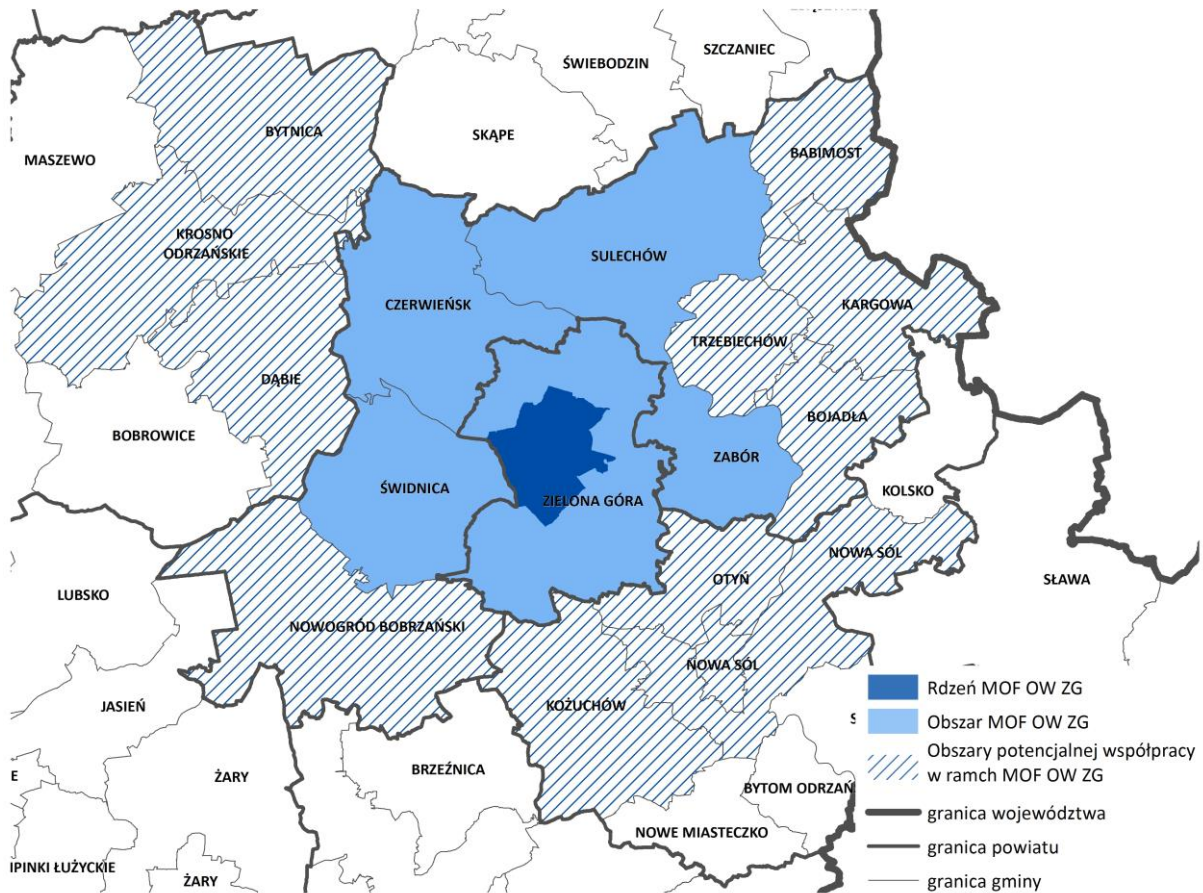 SZCZANIEC
ŚWIEBODZIN
BYTNICA
SKĄPE
BABIMOST
MASZEWO
KROSNO
ODRZAŃSKIE
SULECHÓW
CZERWIEŃSK
KARGOWA
TRZEBIECHÓW
DĄBIE
BOJADŁA
BOBROWICE
ZABÓR
ŚWIDNICA
KOLSKO
ZIELONA GÓRA
NOWA SÓL
OTYŃ
SŁAWA
LUBSKO
NOWOGRÓD BOBRZAŃSKI
NOWA SÓL
KOŻUCHÓW
JASIEŃ
S
BRZEŹNICA
ŻARY
E
BYTOM ODRZAŃ
NOWE MIASTECZKO
IPINKI ŁUŻYCKIE
ŻARY
Rdzeń MOF OW ZG
Obszar MOF OW ZG
Obszary potencjalnej współpracy
w ramch MOF OW ZG
granica województwa
granica powiatu
granica gminy